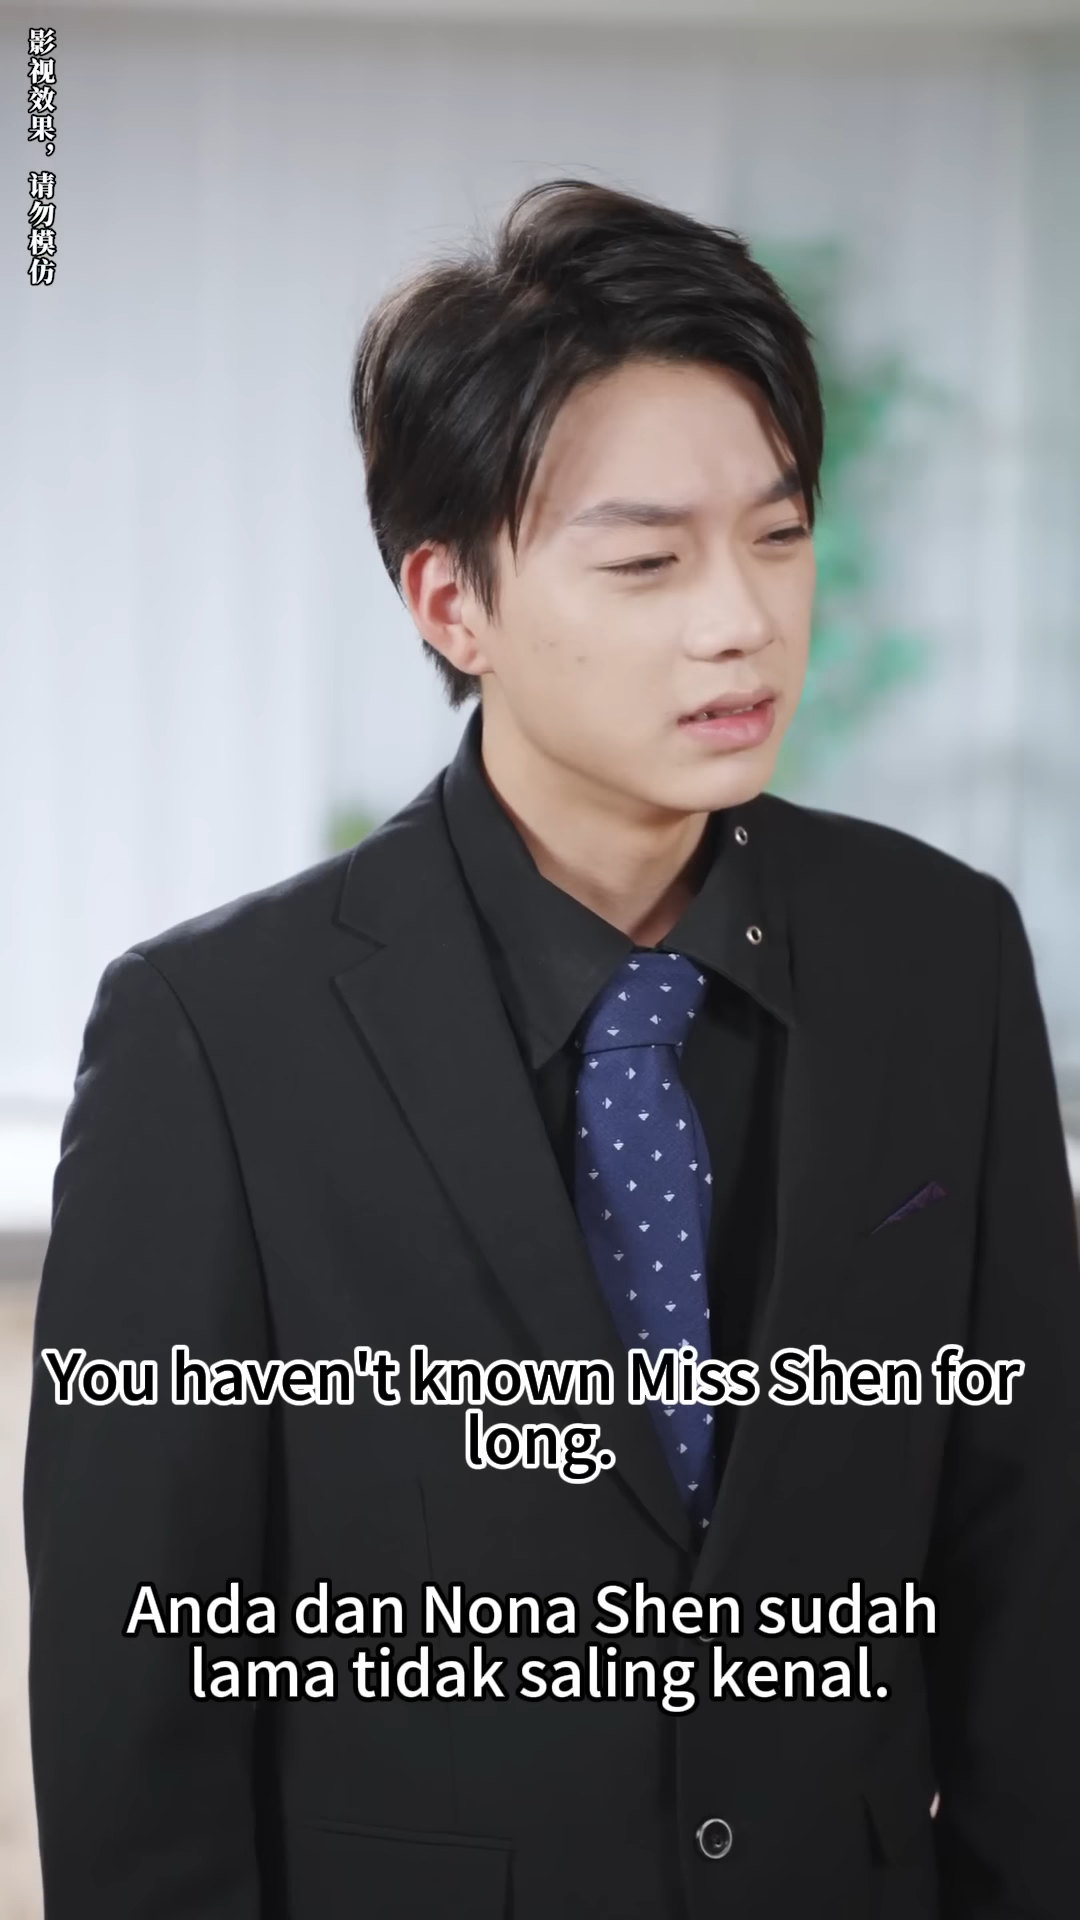 影视效果，请勿模仿
You haven't known Miss Shen for
long.
Anda dan Nona Shen sudah
lama tidak saling kenal.